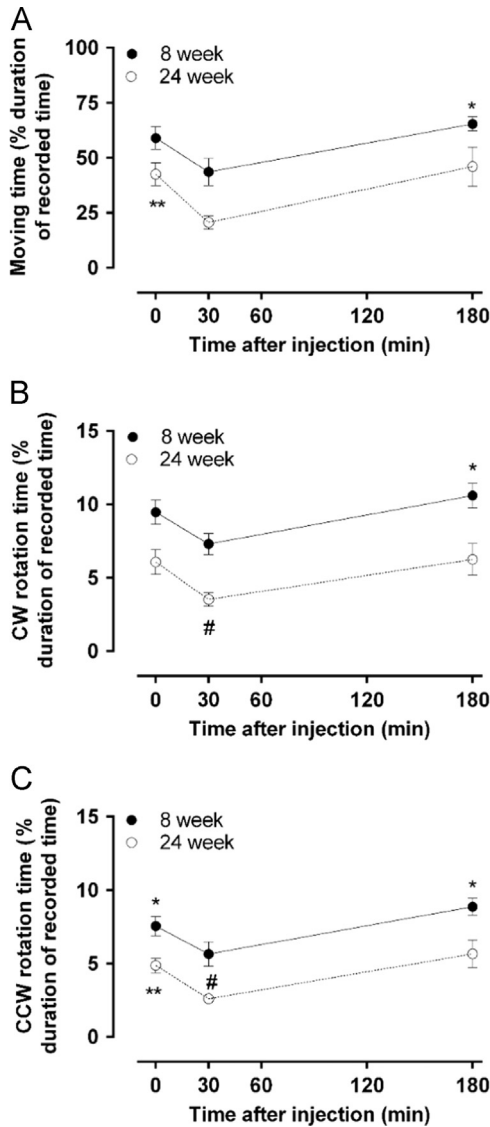 A
Moving time (% duration
of recorded time)
100
75
50
25
0
8 week
24 week
*
**
0 30 60 120 180
Time after injection (min)
B
CW rotation time (%
duration of recorded time)
15
10
5
0
8 week
24 week
*
#
0 30 60 120 180
Time after injection (min)
C
CCW rotation time (%
duration of recorded time)
15
10
5
0
8 week
24 week
* *
** #
0 30 60 120 180
Time after injection (min)